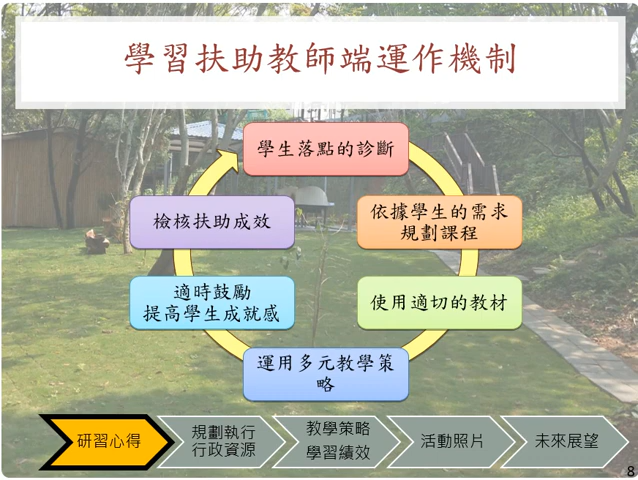 學習扶助教師端運作機制
學生落點的診斷
依據學生的需求
規劃課程
使用適切的教材
運用多元教學策
略
適時鼓勵
提高學生成就感
檢核扶助成效
研習心得
規劃執行
行政資源
教學策略
學習績效
活動照片
未來展望
8